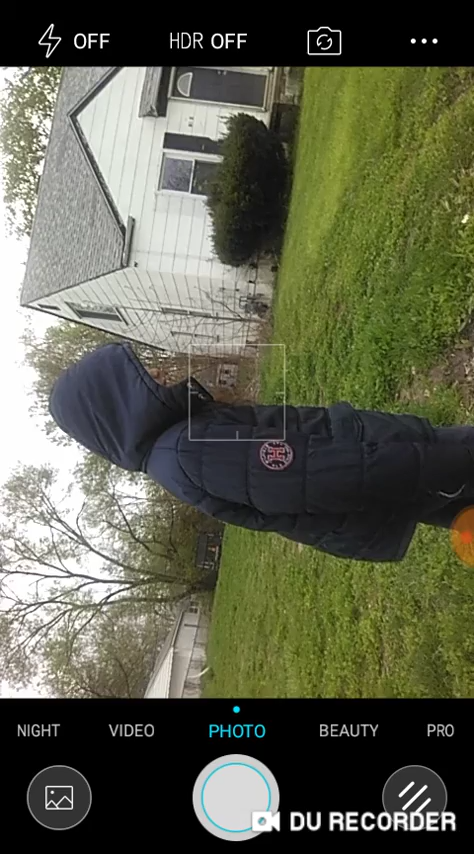 OFF
HDR OFF
NIGHT VIDEO PHOTO BEAUTY PRO
DU RECORDER